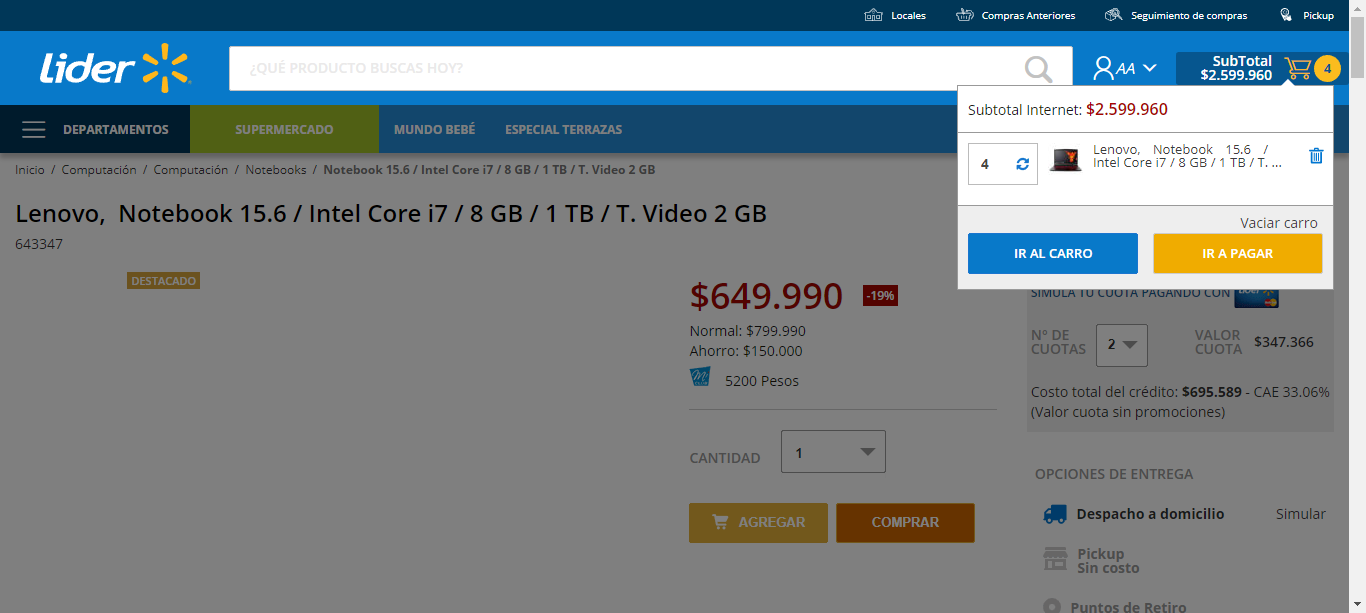 Locales
Compras Anteriores
Seguimiento de compras
Pickup
Lider
¿QUÉ PRODUCTO BUSCAS HOY?
AA
SubTotal
$2.599.960
4
DEPARTAMENTOS
SUPERMERCADO
MUNDO BEBÉ
ESPECIAL TERRAZAS
Subtotal Internet: $2.599.960
4
Lenovo, Notebook 15.6 /
Intel Core i7 / 8 GB / 1 TB / T. ...
Vaciar carro
IR AL CARRO
IR A PAGAR
Inicio / Computación / Computación / Notebooks / Notebook 15.6 / Intel Core i7 / 8 GB / 1 TB / T. Video 2 GB
Lenovo, Notebook 15.6 / Intel Core i7 / 8 GB / 1 TB / T. Video 2 GB
643347
DESTACADO
$649.990
-19%
Normal: $799.990
Ahorro: $150.000
5200 Pesos
CANTIDAD
1
AGREGAR
COMPRAR
SIMULA TU CUOTA PAGANDO CON
N° DE
CUOTAS
2
VALOR
CUOTA
$347.366
Costo total del crédito: $695.589 - CAE 33.06%
(Valor cuota sin promociones)
OPCIONES DE ENTREGA
Despacho a domicilio
Simular
Pickup
Sin costo
Puntos de Retiro